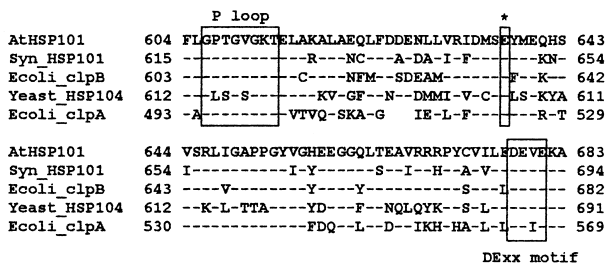 P loop *
AtHSP101 604 FLGPTGVGKTELAKALAEQLFDDENLLVRIDMSEYMEQHS 643
Syn_HSP101 615 -------------R---NC---A-DA-I-F-------KN- 654
Ecoli_clpB 603 ------------C----NFM--SDEAM-------F--K-- 642
Yeast_HSP104 612 ---LS-S-------KV-GF--N--DMMI-V-C--LS-KYA 611
Ecoli_clpA 493 -A---------VTVQ-SKA-G   IE-L-F-------R-T 529
AtHSP101 644 VSRLIGAPPGYVGHEEGGQLTEAVRRRPYCVILFDEVEKA 683
Syn_HSP101 654 I----------I-Y------S--I--H--A-V-------- 694
Ecoli_clpB 643 ----V--------Y----Y----------S---L------ 682
Yeast_HSP104 612 --K-L-TTA----YD---F--NQLQYK--S-L-------- 691
Ecoli_clpA 530 -------------FDQ--L--D--IKH-HA-L-L--I--- 569
DExx motif